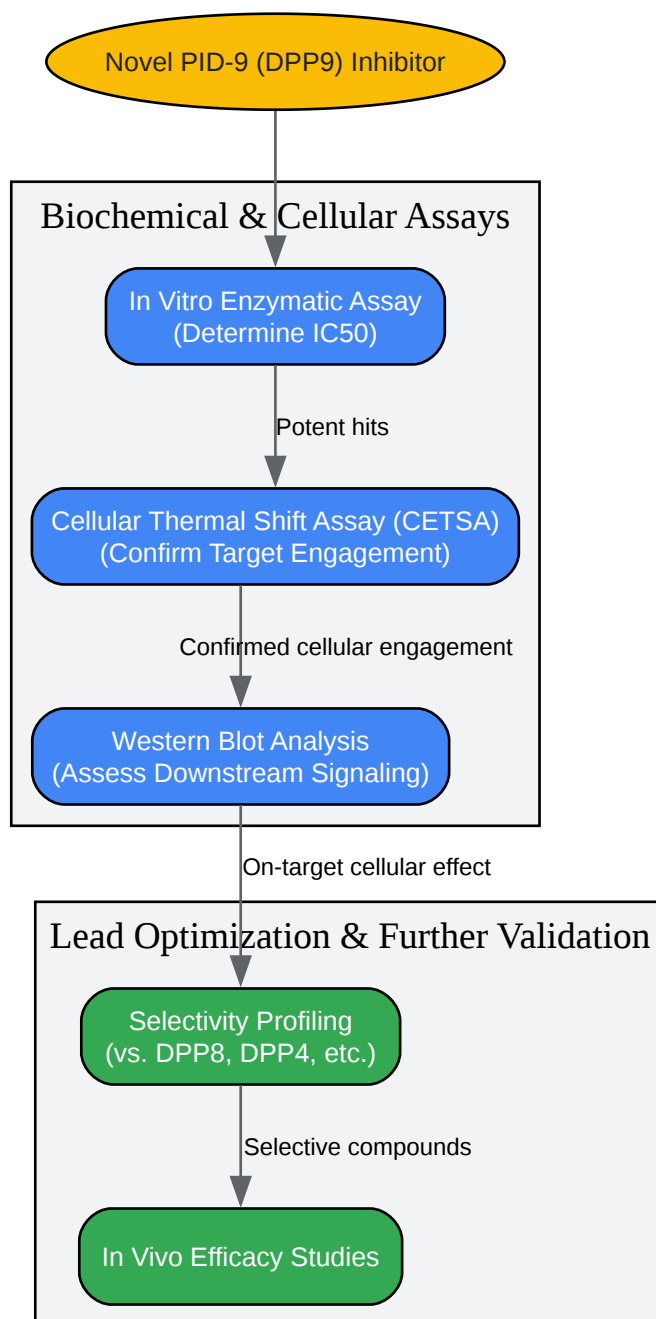 Novel PID-9 (DPP9) Inhibitor
Biochemical & Cellular Assays
In Vitro Enzymatic Assay
(Determine IC50)
Potent hits
Cellular Thermal Shift Assay (CETSA)
(Confirm Target Engagement)
Confirmed cellular engagement
Western Blot Analysis
(Assess Downstream Signaling)
On-target cellular effect
Lead Optimization & Further Validation
Selectivity Profiling
(vs. DPP8, DPP4, etc.)
Selective compounds
In Vivo Efficacy Studies